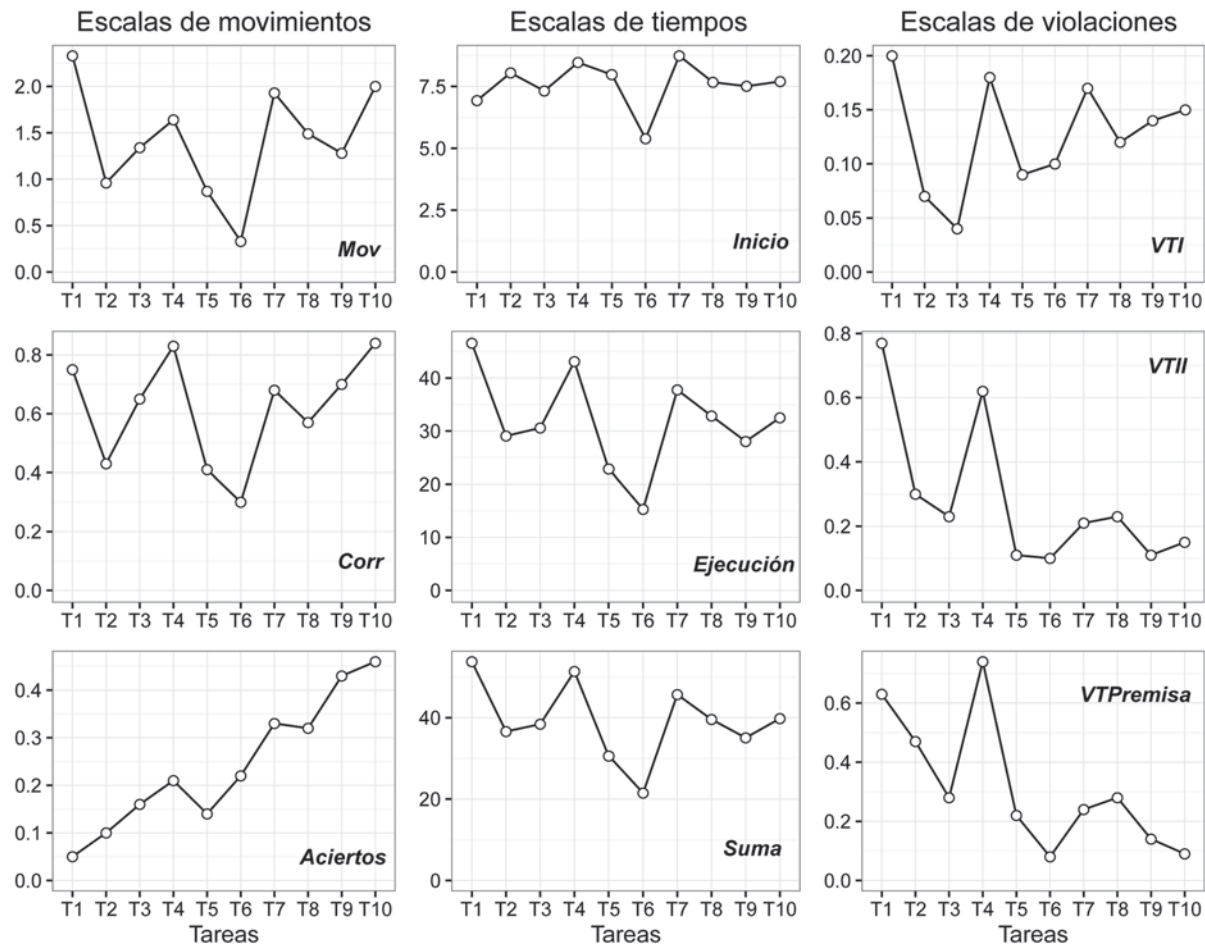 Escalas de movimientos
Escalas de tiempos
Escalas de violaciones
2.0
1.5
1.0
0.5
0.0
Mov
T1 T2 T3 T4 T5 T6 T7 T8 T9 T10
7.5
5.0
2.5
0.0
Inicio
T1 T2 T3 T4 T5 T6 T7 T8 T9 T10
0.20
0.15
0.10
0.05
0.00
VTI
T1 T2 T3 T4 T5 T6 T7 T8 T9 T10
0.8
0.6
0.4
0.2
0.0
Corr
T1 T2 T3 T4 T5 T6 T7 T8 T9 T10
40
30
20
10
0
Ejecución
T1 T2 T3 T4 T5 T6 T7 T8 T9 T10
0.8
0.6
0.4
0.2
0.0
VTII
T1 T2 T3 T4 T5 T6 T7 T8 T9 T10
0.4
0.3
0.2
0.1
0.0
Aciertos
T1 T2 T3 T4 T5 T6 T7 T8 T9 T10
Tareas
40
20
0
Suma
T1 T2 T3 T4 T5 T6 T7 T8 T9 T10
Tareas
0.6
0.4
0.2
0.0
VTPremisa
T1 T2 T3 T4 T5 T6 T7 T8 T9 T10
Tareas